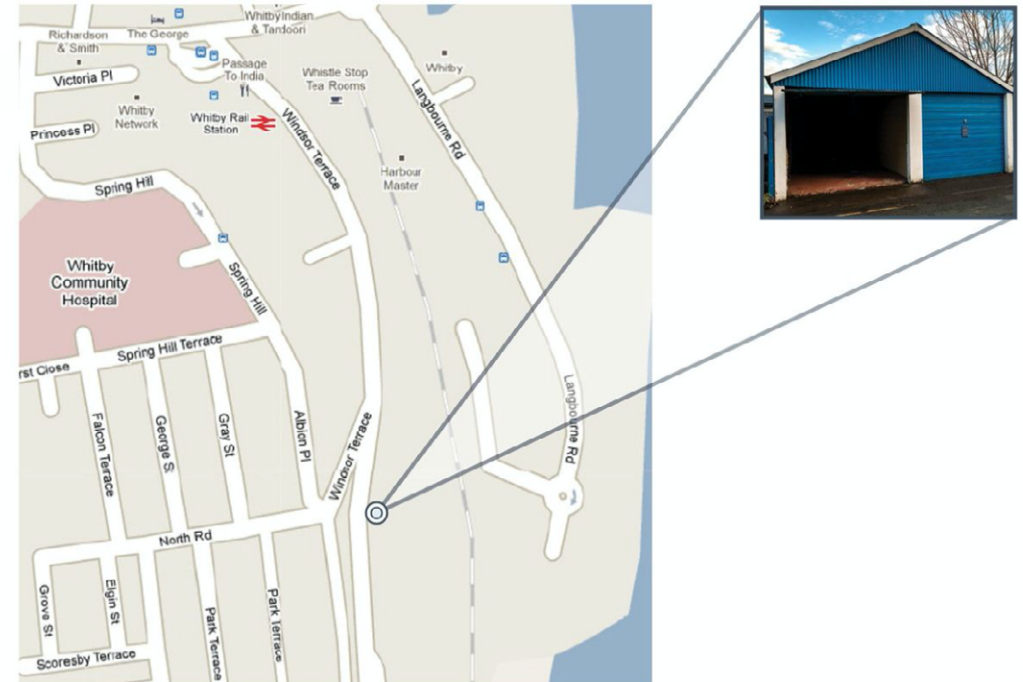 WhitbyIndian
& Tandoori
Richardson
& Smith
The George
Passage
To India
Whistle Stop
Tea Rooms
Whitby
Victoria Pl
Langbourne Rd
Whitby
Network
Whitby Rail
Station
Windsor Terrace
Princess Pl
Harbour
Master
Spring Hill
Whitby
Community
Hospital
Spring Hill
Spring Hill Terrace
rst Close
Langbourne Rd
Falcon Terrace
George S
Gray St
Albion Pl
Windsor Terrace
North Rd
Grove St
Elgin St
Park Terrace
Park Terrace
Scoresby Terrace